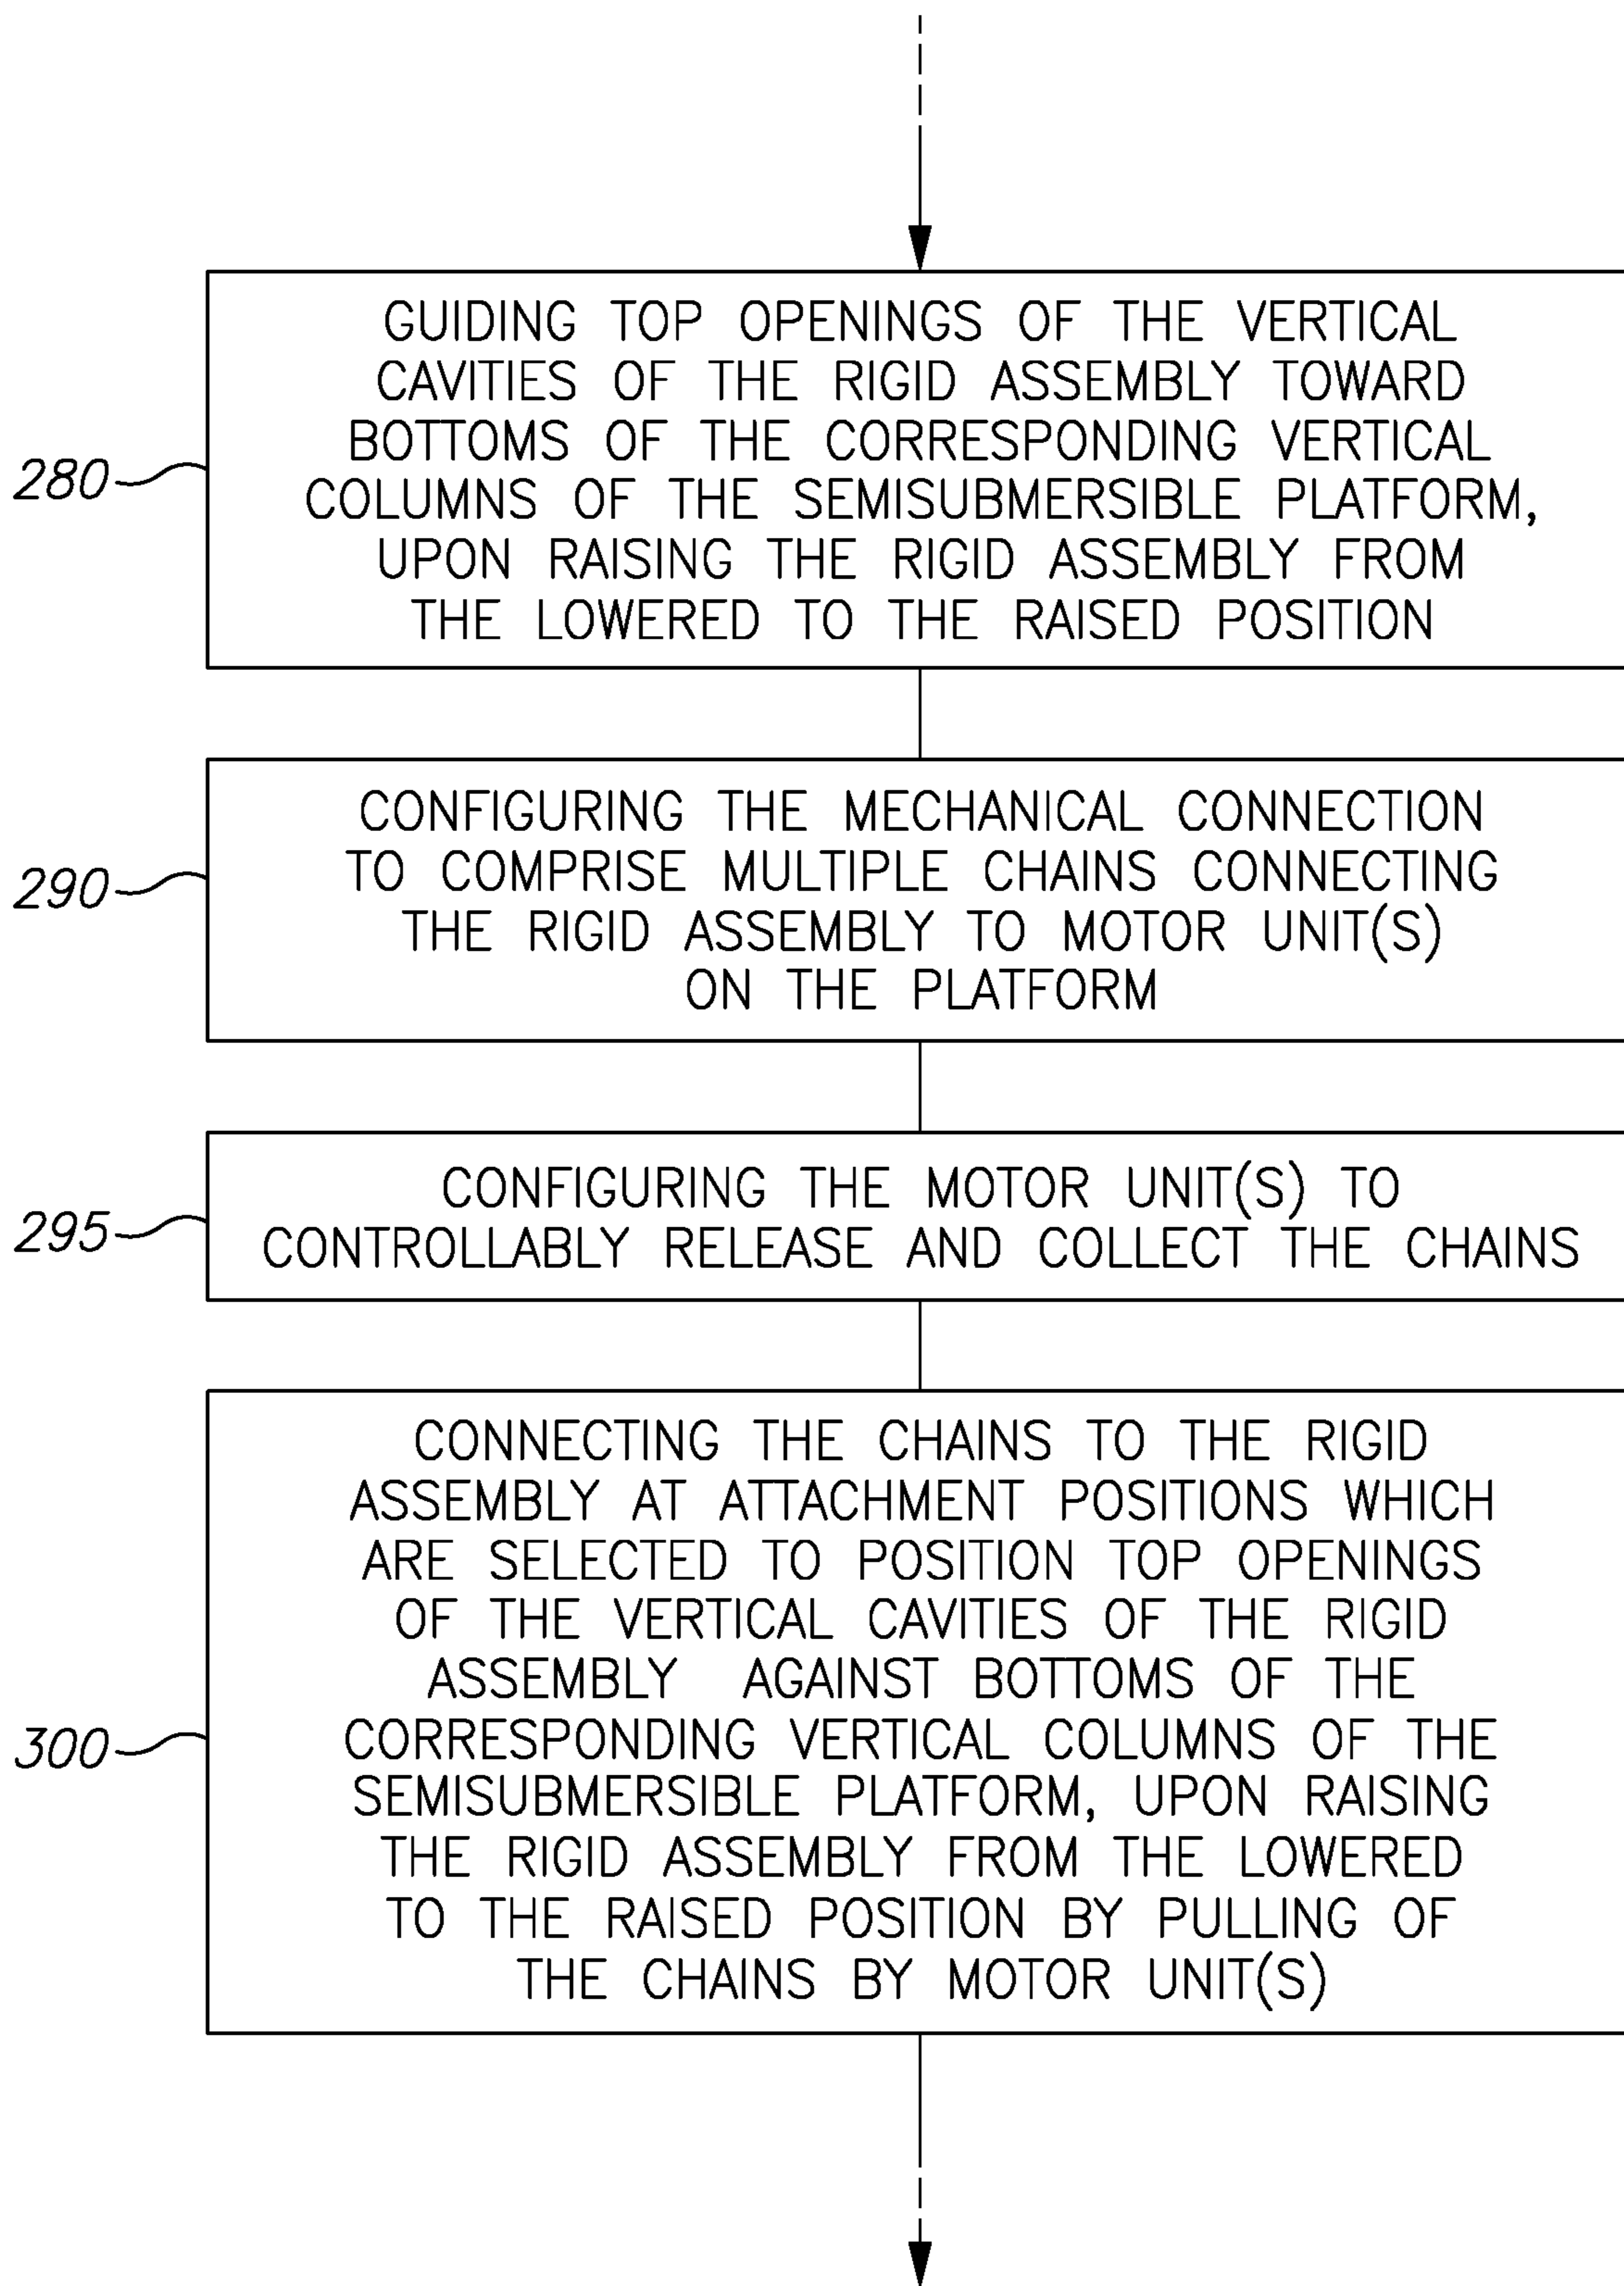 GUIDING TOP OPENINGS OF THE VERTICAL
CAVITIES OF THE RIGID ASSEMBLY TOWARD
BOTTOMS OF THE CORRESPONDING VERTICAL
COLUMNS OF THE SEMISUBMERSIBLE PLATFORM,
UPON RAISING THE RIGID ASSEMBLY FROM
THE LOWERED TO THE RAISED POSITION
280
CONFIGURING THE MECHANICAL CONNECTION
TO COMPRISE MULTIPLE CHAINS CONNECTING
THE RIGID ASSEMBLY TO MOTOR UNIT(S)
ON THE PLATFORM
290
CONFIGURING THE MOTOR UNIT(S) TO
CONTROLLABLY RELEASE AND COLLECT THE CHAINS
295
CONNECTING THE CHAINS TO THE RIGID
ASSEMBLY AT ATTACHMENT POSITIONS WHICH
ARE SELECTED TO POSITION TOP OPENINGS
OF THE VERTICAL CAVITIES OF THE RIGID
ASSEMBLY AGAINST BOTTOMS OF THE
CORRESPONDING VERTICAL COLUMNS OF THE
SEMISUBMERSIBLE PLATFORM, UPON RAISING
THE RIGID ASSEMBLY FROM THE LOWERED
TO THE RAISED POSITION BY PULLING OF
THE CHAINS BY MOTOR UNIT(S)
300